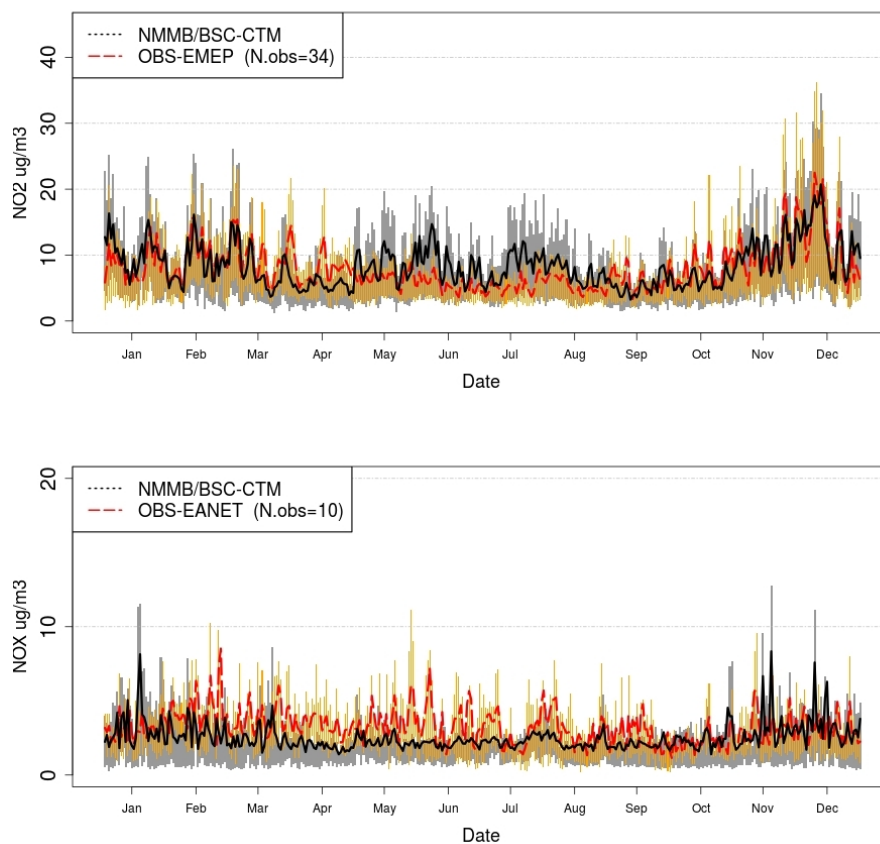 NMMB/BSC-CTM
OBS-EMEP (N.obs=34)
NO2 ug/m3
40
30
20
10
0
Jan Feb Mar Apr May Jun Jul Aug Sep Oct Nov Dec
Date
NMMB/BSC-CTM
OBS-EANET (N.obs=10)
NOX ug/m3
20
10
0
Jan Feb Mar Apr May Jun Jul Aug Sep Oct Nov Dec
Date